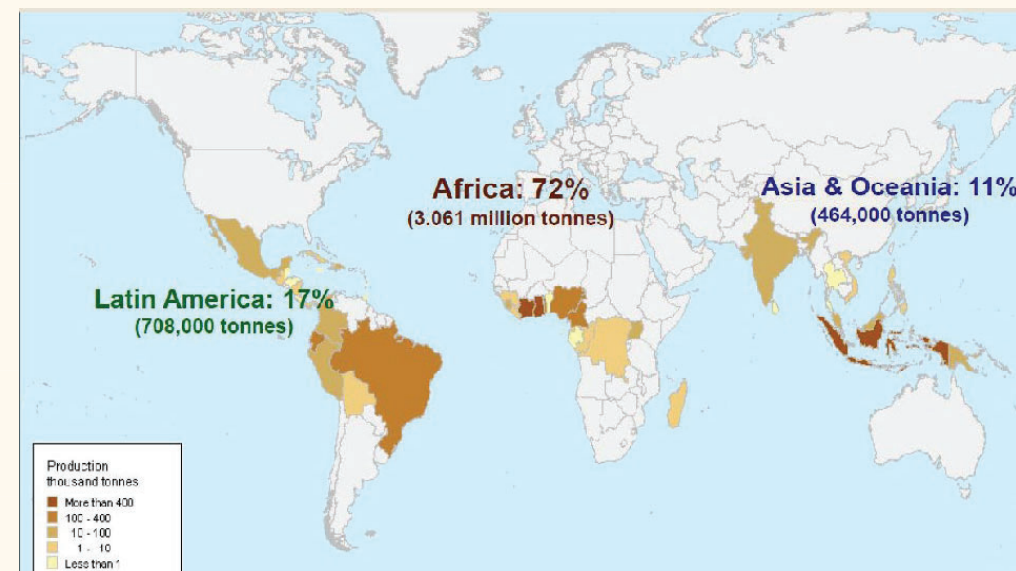 Africa: 72%
(3.061 million tonnes)
Asia & Oceania: 11%
(464,000 tonnes)
Latin America: 17%
(708,000 tonnes)
Production
thousand tonnes
More than 400
100 - 400
10 - 100
1 - 10
Less than 1